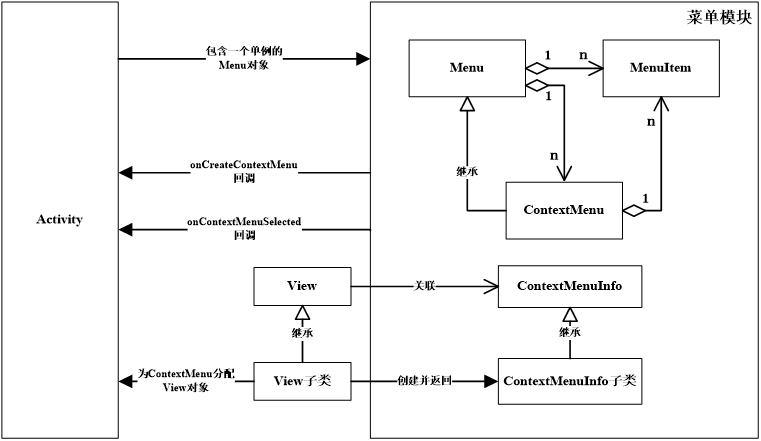 菜单模块
包含一个单例的
Menu对象
Menu
1
n
MenuItem
1
n
n
onCreateContextMenu
回调
继承
ContextMenu
1
Activity
onContextMenuSelected
回调
View
关联
ContextMenuInfo
继承
继承
为ContextMenu分配
View对象
View子类
创建并返回
ContextMenuInfo子类